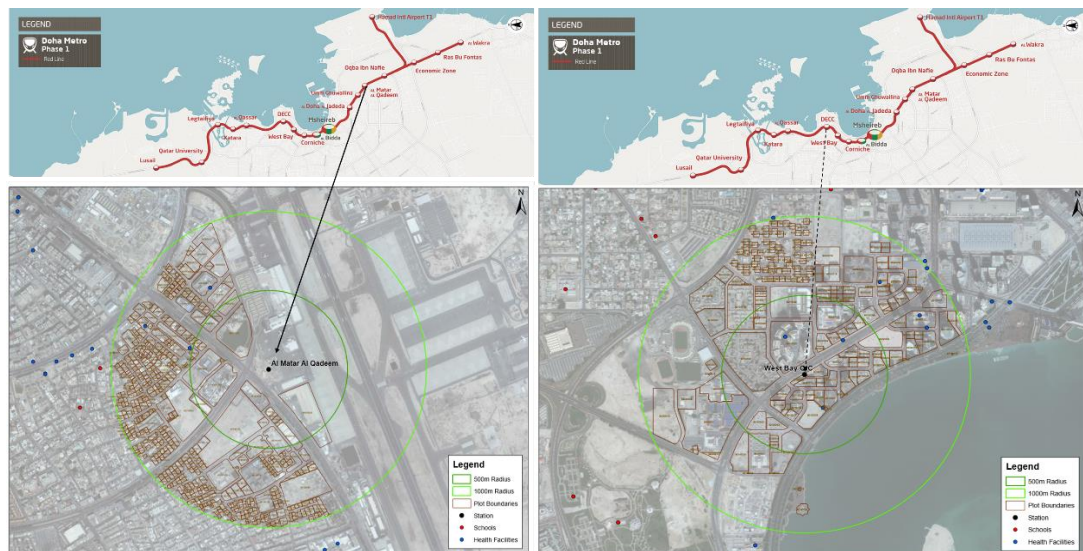 LEGEND
Doha Metro
Phase 1
Red Line
Hamad Intl Airport T1
Al Wakra
Ras Bu Fontas
Economic Zone
Oqba Ibn Nafie
Al Matar
Al Qadeem
Umm Ghuwalina
Al Doha Al Jadeda
Msheireb
Al Bidda
Corniche
West Bay
DECC
Al Qassar
Katara
Legtaifiya
Qatar University
Lusail
LEGEND
Doha Metro
Phase 1
Red Line
Hamad Intl Airport T1
Al Wakra
Ras Bu Fontas
Economic Zone
Oqba Ibn Nafie
Al Matar
Al Qadeem
Umm Ghuwalina
Al Doha Al Jadeda
Msheireb
Al Bidda
Corniche
West Bay
DECC
Al Qassar
Katara
Legtaifiya
Qatar University
Lusail
N
Al Matar Al Qadeem
Legend
500m Radius
1000m Radius
Plot Boundaries
Station
Schools
Health Facilities
N
West Bay
Legend
500m Radius
1000m Radius
Plot Boundaries
Station
Schools
Health Facilities